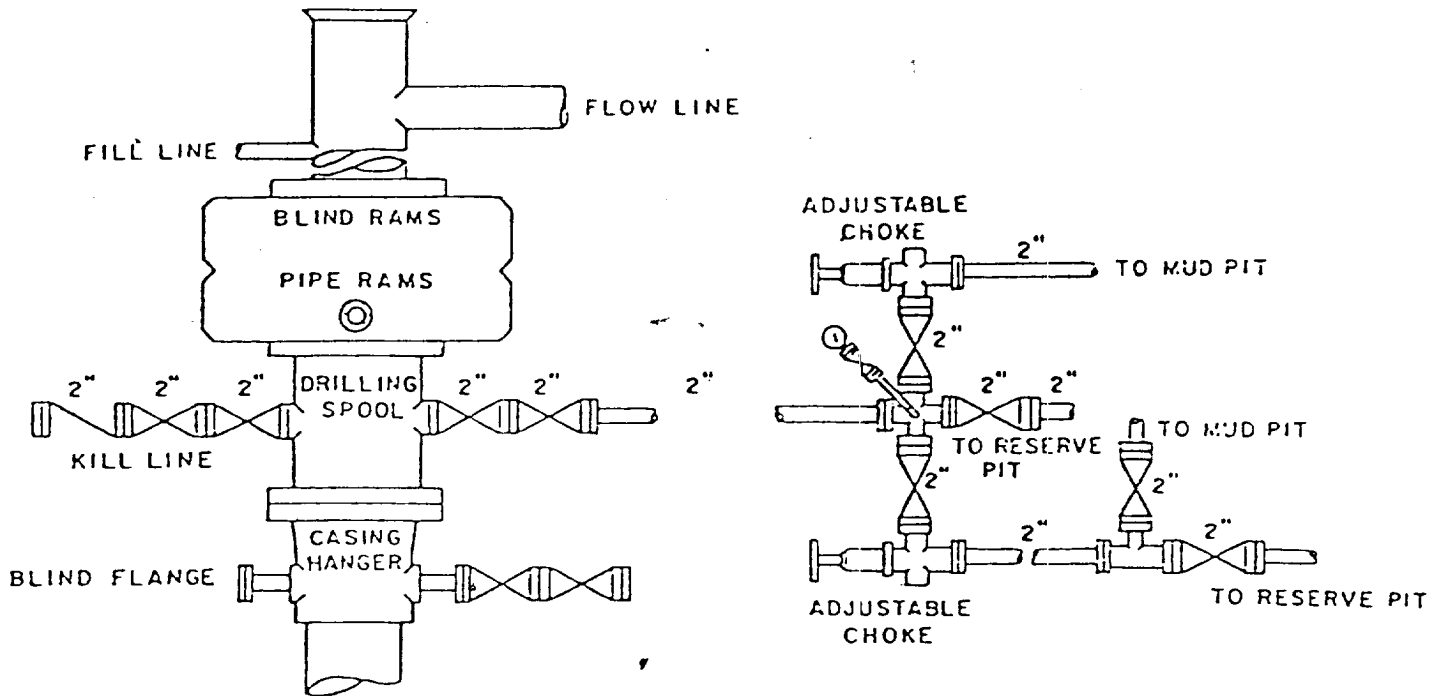 FLOW LINE
FILL LINE
BLIND RAMS
PIPE RAMS
2" 2" 2" DRILLING SPOOL 2" 2" 2"
KILL LINE
CASING
HANGER
BLIND FLANGE
ADJUSTABLE
CHOKE
2"
TO MUD PIT
2"
2" 2"
TO RESERVE
PIT
TO MUD PIT
2"
2"
2"
2"
TO RESERVE PIT
ADJUSTABLE
CHOKE